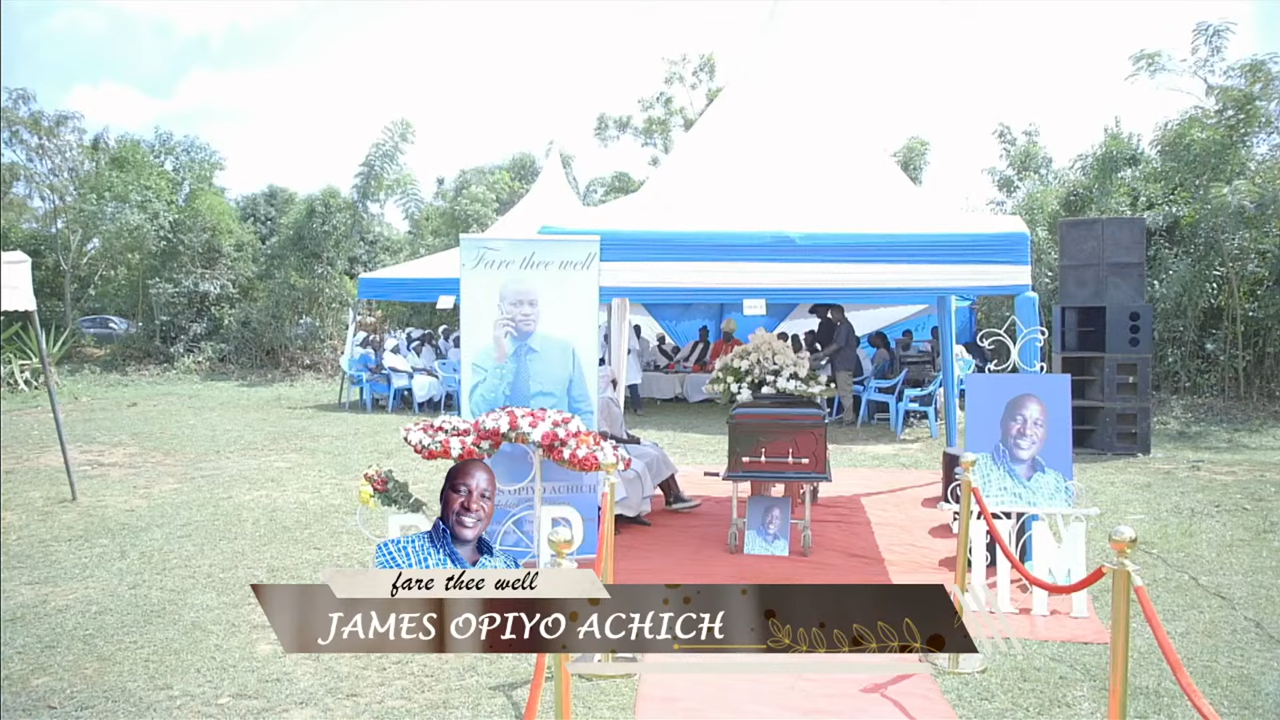 Fare thee well
S OPIYO ACHICH
fare thee well
JAMES OPIYO ACHICH